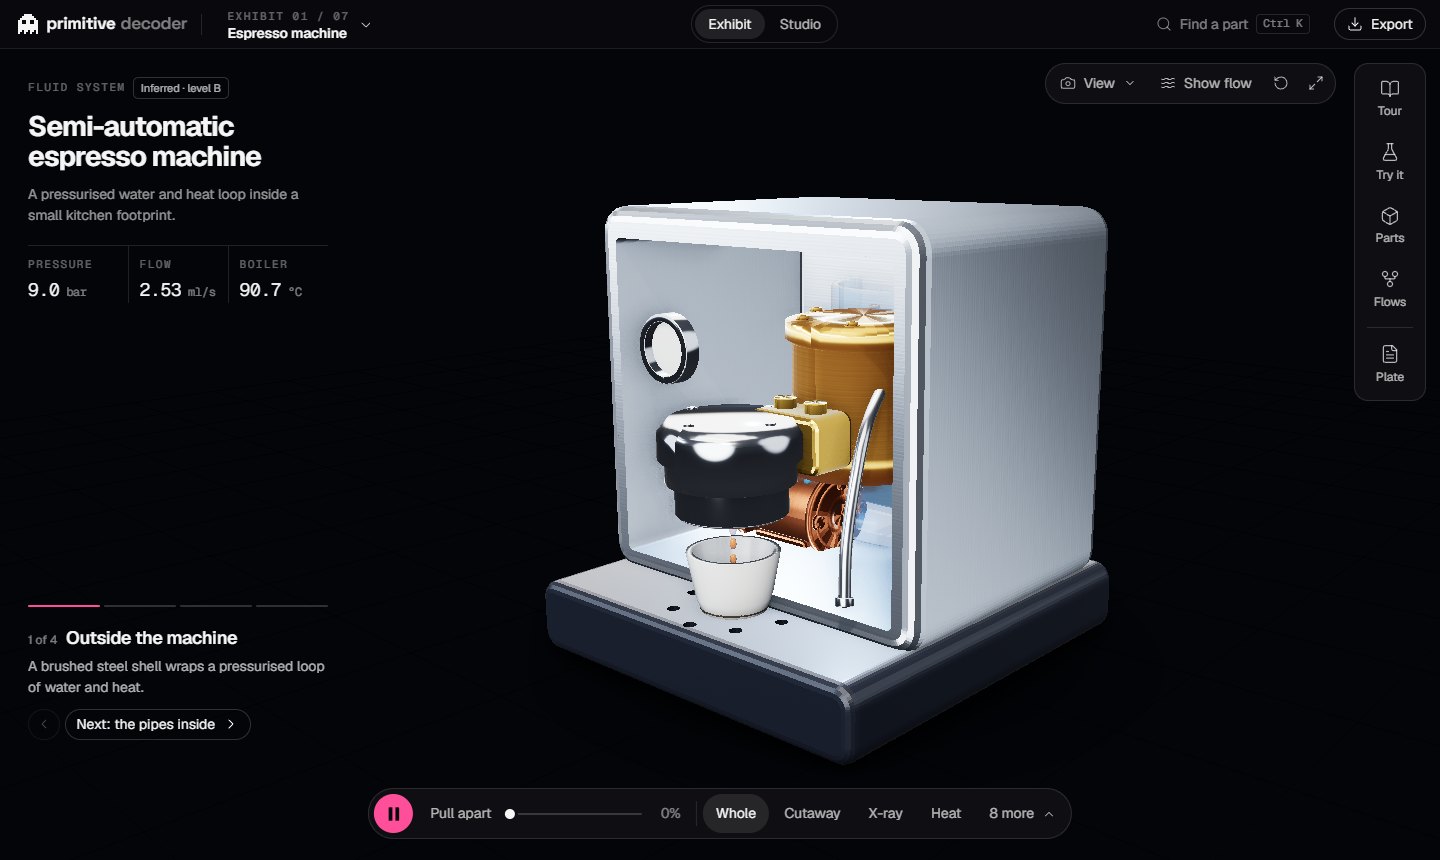 primitive decoder
EXHIBIT 01 / 07
Espresso machine
Exhibit
Studio
Find a part
Ctrl K
Export
FLUID SYSTEM
Inferred · level B
Semi-automatic
espresso machine
A pressurised water and heat loop inside a
small kitchen footprint.
PRESSURE
9.0 bar
FLOW
2.53 ml/s
BOILER
90.7 °C
View
Show flow
Tour
Try it
Parts
Flows
Plate
1 of 4 Outside the machine
A brushed steel shell wraps a pressurised loop
of water and heat.
Next: the pipes inside
Pull apart
0%
Whole
Cutaway
X-ray
Heat
8 more